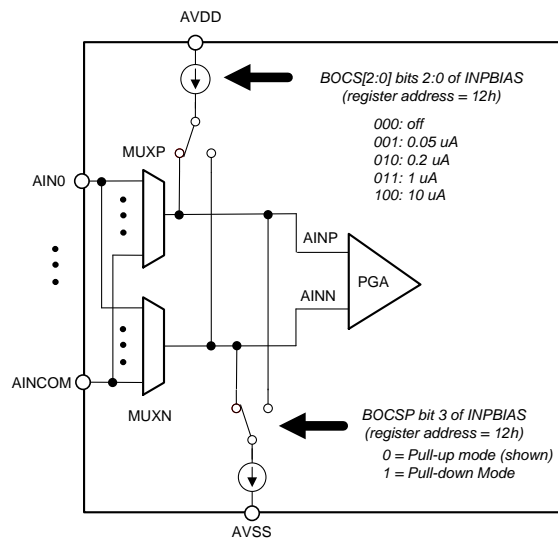 AVDD
BOCS[2:0] bits 2:0 of INPBIAS
(register address = 12h)
000: off
001: 0.05 uA
010: 0.2 uA
011: 1 uA
100: 10 uA
MUXP
AIN0
AINP
PGA
AINN
AINCOM
MUXN
BOCSP bit 3 of INPBIAS
(register address = 12h)
0 = Pull-up mode (shown)
1 = Pull-down Mode
AVSS